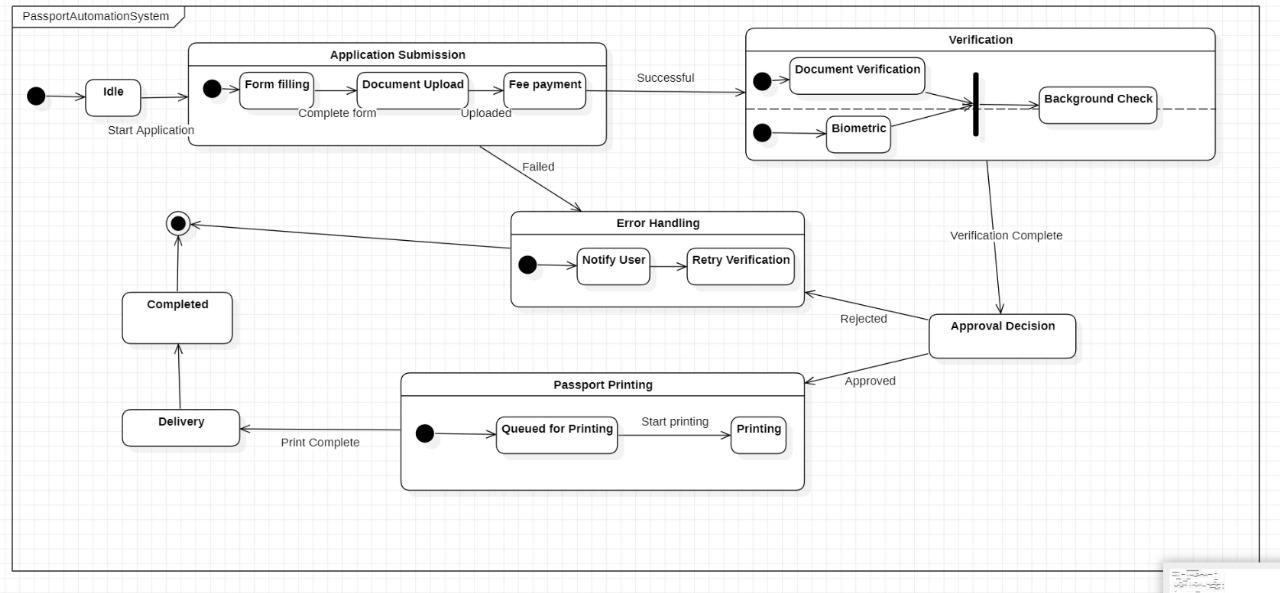 PassportAutomationSystem
Application Submission
Verification
Idle
Form filling
Document Upload
Fee payment
Successful
Document Verification
Background Check
Complete form
Uploaded
Start Application
Biometric
Failed
Error Handling
Verification Complete
Notify User
Retry Verification
Completed
Rejected
Approval Decision
Passport Printing
Approved
Delivery
Queued for Printing
Start printing
Printing
Print Complete